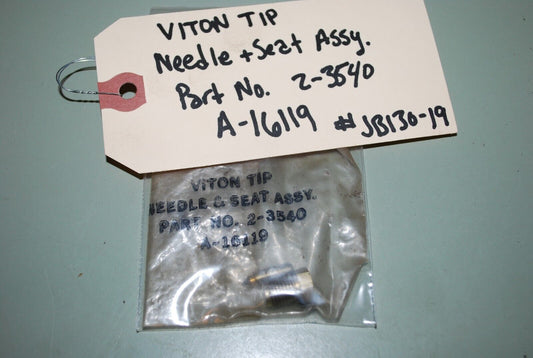 VITON TIP
Needle + Seat Assy.
Part No. 2-3540
A-16119 # JB130-19
VITON TIP
NEEDLE & SEAT ASSY.
PART NO. 2-3540
A-16119